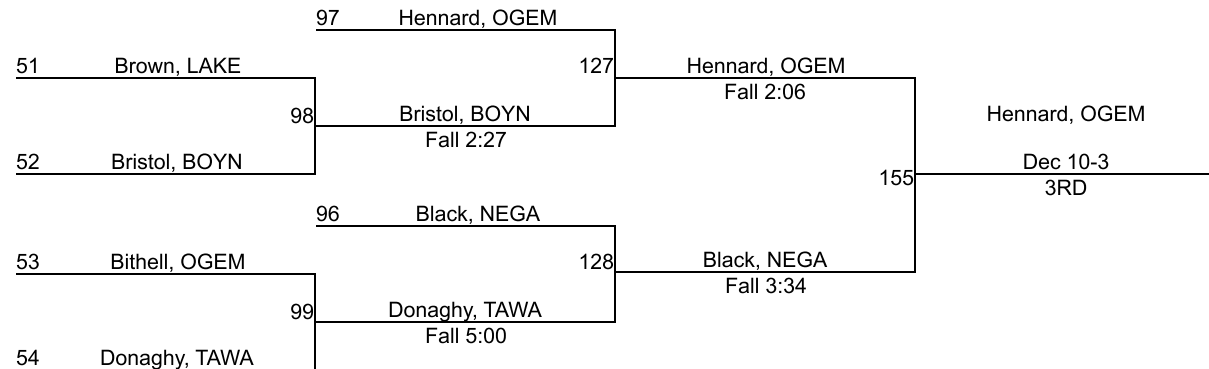 97 Hennard, OGEM
51 Brown, LAKE
127 Hennard, OGEM
Fall 2:06
98 Bristol, BOYN
Fall 2:27
Hennard, OGEM
52 Bristol, BOYN
Dec 10-3
155
3RD
96 Black, NEGA
53 Bithell, OGEM
128 Black, NEGA
Fall 3:34
99 Donaghy, TAWA
Fall 5:00
54 Donaghy, TAWA